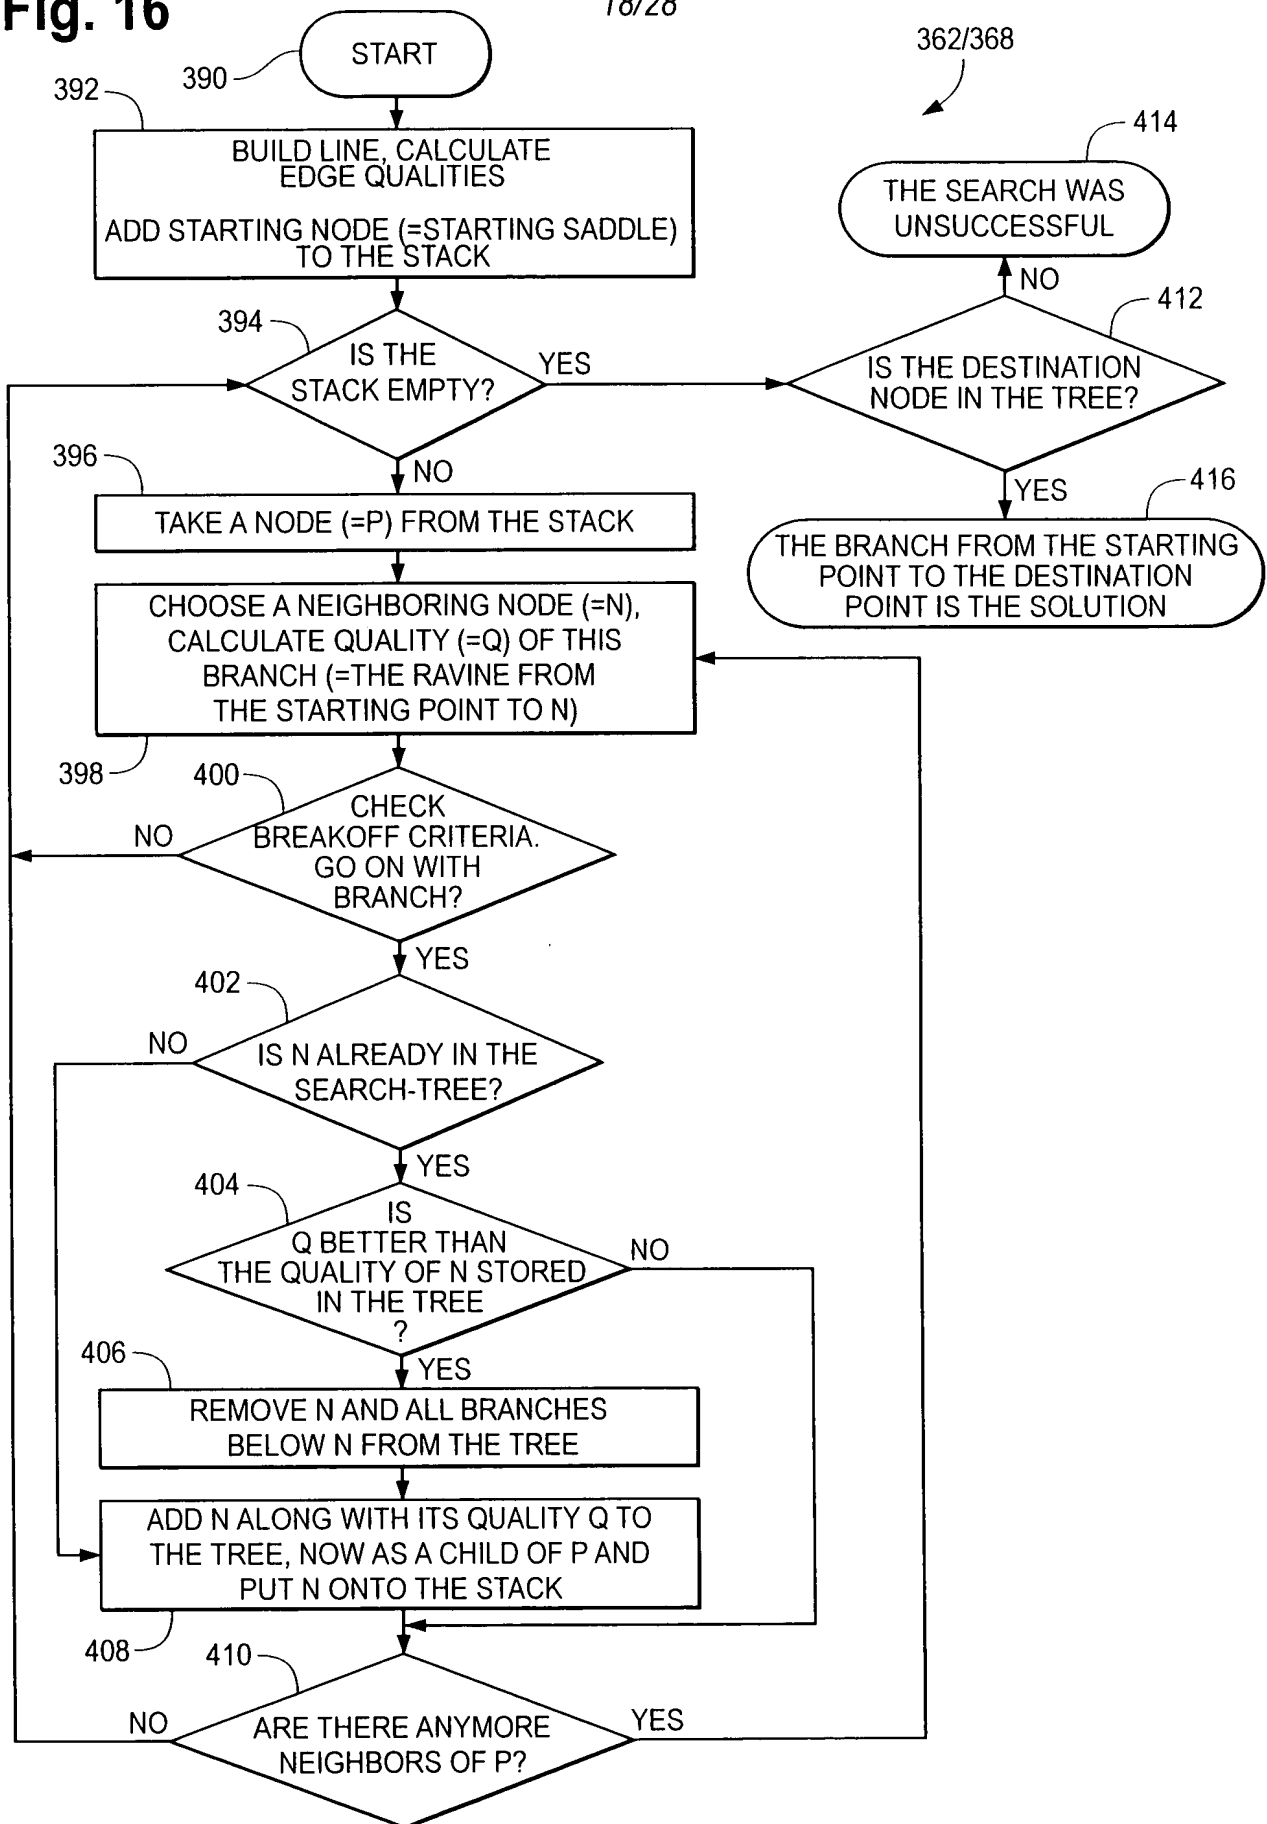 Fig. 16
18/28
362/368
390
START
392
BUILD LINE, CALCULATE
EDGE QUALITIES
ADD STARTING NODE (=STARTING SADDLE)
TO THE STACK
414
THE SEARCH WAS
UNSUCCESSFUL
NO
394
IS THE
STACK EMPTY?
YES
412
IS THE DESTINATION
NODE IN THE TREE?
NO
YES
396
TAKE A NODE (=P) FROM THE STACK
416
THE BRANCH FROM THE STARTING
POINT TO THE DESTINATION
POINT IS THE SOLUTION
CHOOSE A NEIGHBORING NODE (=N),
CALCULATE QUALITY (=Q) OF THIS
BRANCH (=THE RAVINE FROM
THE STARTING POINT TO N)
398
400
CHECK
BREAKOFF CRITERIA.
GO ON WITH
BRANCH?
NO
YES
402
NO
IS N ALREADY IN THE
SEARCH-TREE?
YES
404
IS
Q BETTER THAN
THE QUALITY OF N STORED
IN THE TREE
?
NO
YES
406
REMOVE N AND ALL BRANCHES
BELOW N FROM THE TREE
ADD N ALONG WITH ITS QUALITY Q TO
THE TREE, NOW AS A CHILD OF P AND
PUT N ONTO THE STACK
408
410
NO
ARE THERE ANYMORE
NEIGHBORS OF P?
YES